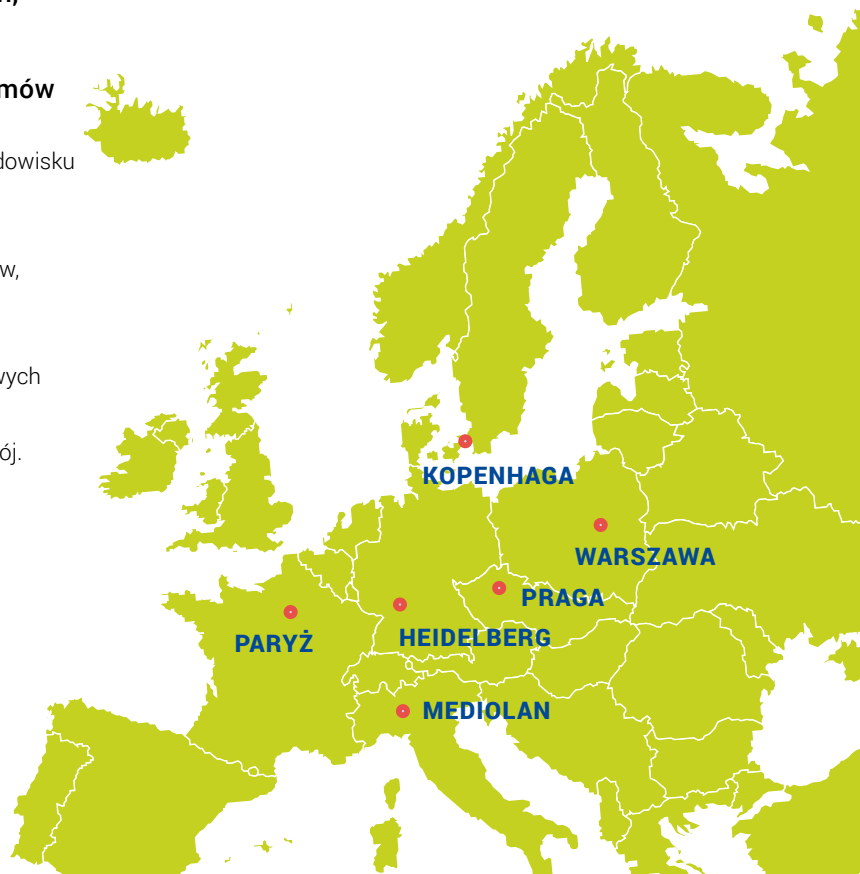 mów
dowisku
w,
wych
ój.
KOPENHAGA
WARSZAWA
PRAGA
PARYŻ
HEIDELBERG
MEDIOLAN